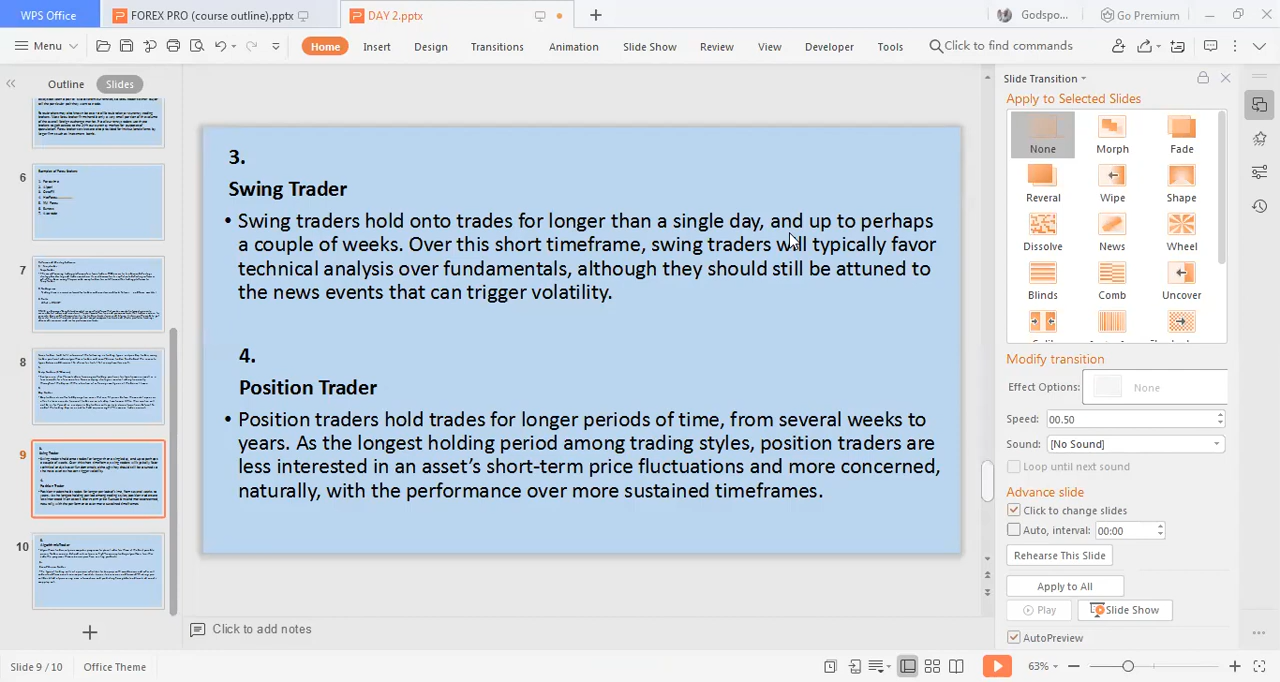 WPS Office
FOREX PRO (course outline).pptx
DAY 2.pptx
Godspo...
Go Premium
Menu
Home
Insert
Design
Transitions
Animation
Slide Show
Review
View
Developer
Tools
Click to find commands
Outline
Slides
6
7
8
9
10
3.
Swing Trader
• Swing traders hold onto trades for longer than a single day, and up to perhaps
a couple of weeks. Over this short timeframe, swing traders will typically favor
technical analysis over fundamentals, although they should still be attuned to
the news events that can trigger volatility.
4.
Position Trader
• Position traders hold trades for longer periods of time, from several weeks to
years. As the longest holding period among trading styles, position traders are
less interested in an asset’s short-term price fluctuations and more concerned,
naturally, with the performance over more sustained timeframes.
Click to add notes
Slide Transition
Apply to Selected Slides
None
Morph
Fade
Reveral
Wipe
Shape
Dissolve
News
Wheel
Blinds
Comb
Uncover
Modify transition
Effect Options:
None
Speed:
00.50
Sound:
[No Sound]
Loop until next sound
Advance slide
Click to change slides
Auto, interval:
00:00
Rehearse This Slide
Apply to All
Play
Slide Show
AutoPreview
Slide 9 / 10
Office Theme
63%